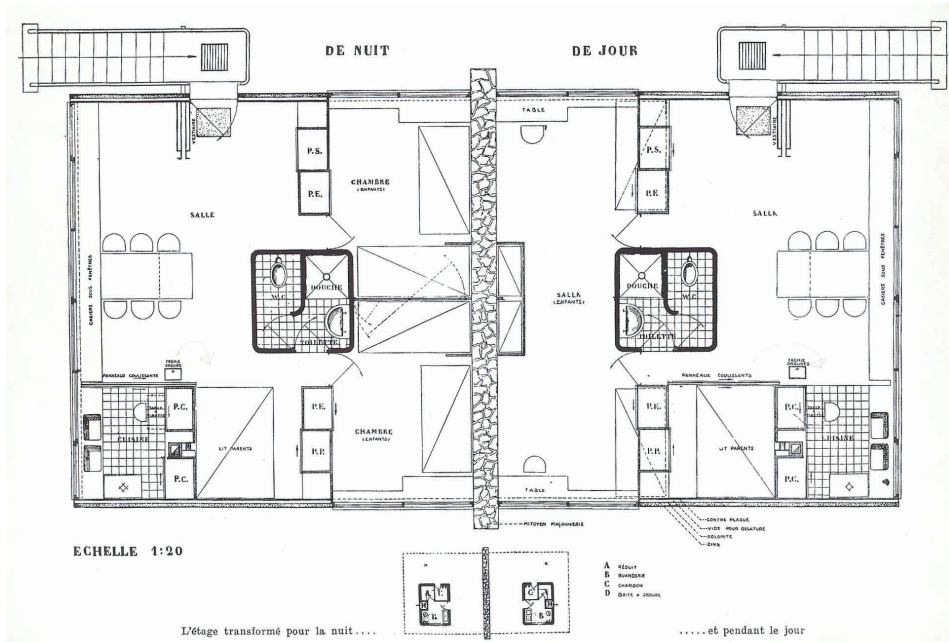 DE NUIT
DE JOUR
VESTIAIRE
P.S.
P.E.
CHAMBRE
(ENFANTS)
SALLE
CASIERS SOUS FENÊTRES
W.C
DOUCHE
TOILETTE
PANNEAUX COULISSANTS
P.C.
P.C.
CUISINE
LIT PARENTS
P.E.
P.P.
CHAMBRE
(ENFANTS)
TABLE
P.S.
P.E
VESTIAIRE
SALLE
(ENFANTS)
SALLE
DOUCHE
W.C
TOILETTE
CASIERS SOUS FENÊTRES
PANNEAUX COULISSANTS
P.E.
P.P.
LIT PARENTS
P.C.
P.C.
CUISINE
TABLE
MITOYEN MAÇONNERIE
CONTRE PLAQUE
VIDE POUR OSSATURE
DOLOMITE
ZINC
ECHELLE 1:20
A RÉDUIT
B BUANDERIE
C CHARBON
L'étage transformé pour la nuit....
.....et pendant le jour